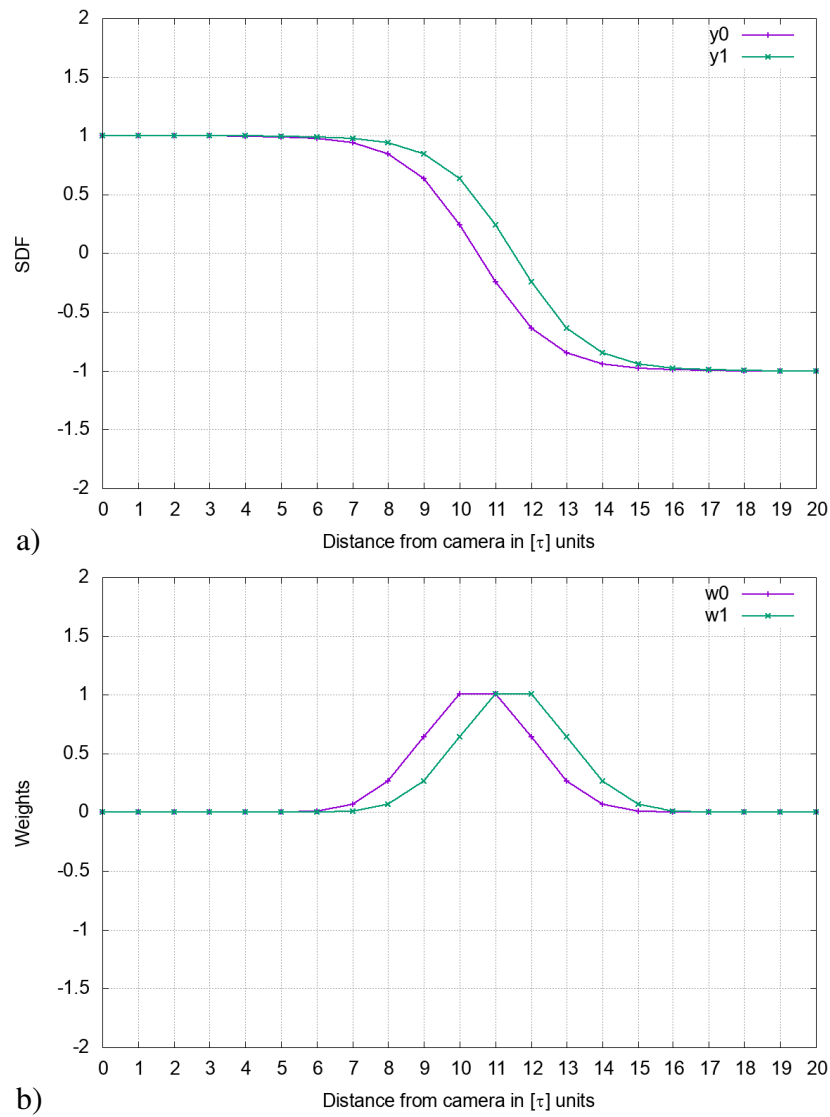 2
1.5
1
0.5
0
-0.5
-1
-1.5
-2
SDF
y0
y1
0 1 2 3 4 5 6 7 8 9 10 11 12 13 14 15 16 17 18 19 20
Distance from camera in [τ] units
a)
2
1.5
1
0.5
0
-0.5
-1
-1.5
-2
Weights
w0
w1
0 1 2 3 4 5 6 7 8 9 10 11 12 13 14 15 16 17 18 19 20
Distance from camera in [τ] units
b)